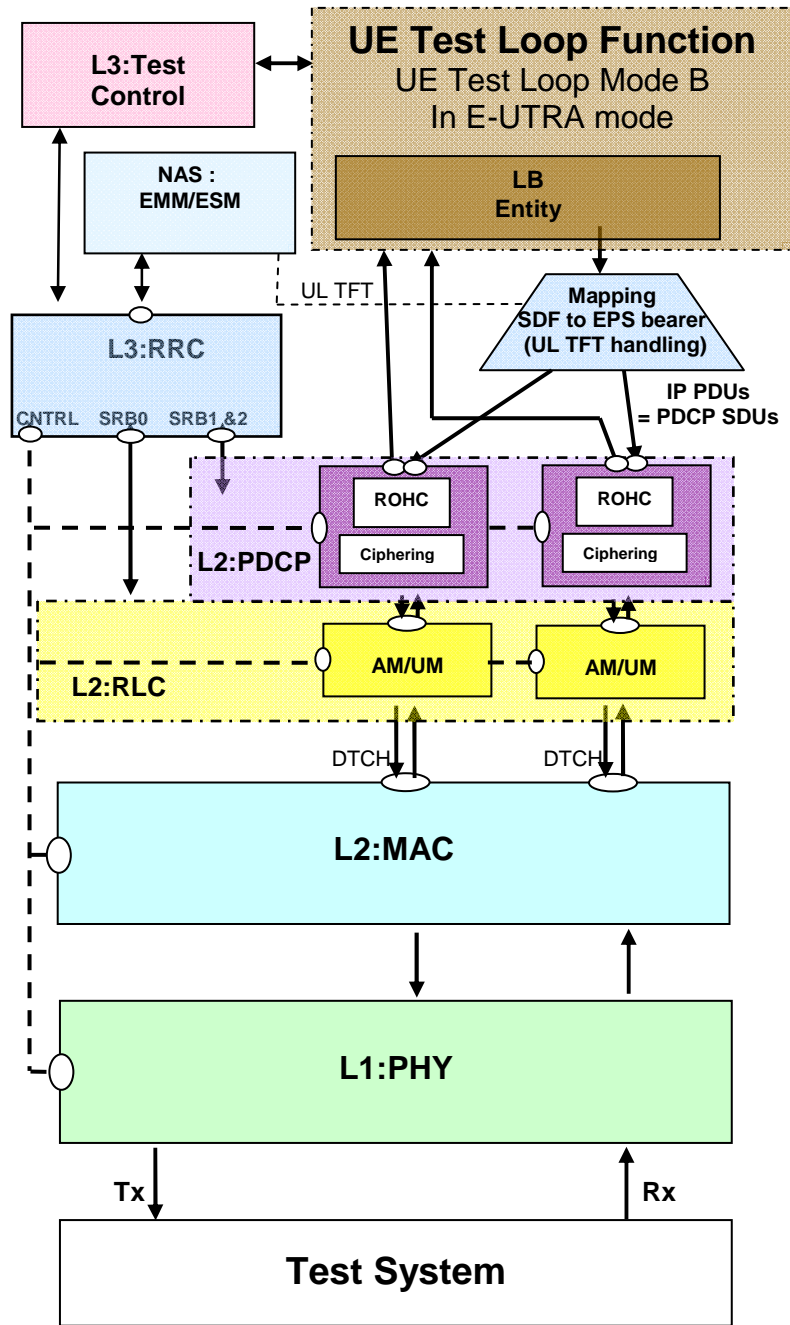 L3:Test
Control
UE Test Loop Function
UE Test Loop Mode B
In E-UTRA mode
NAS :
EMM/ESM
LB
Entity
UL TFT
Mapping
SDF to EPS bearer
(UL TFT handling)
L3:RRC
CNTRL SRB0 SRB1 ,&2
IP PDUs
= PDCP SDUs
ROHC
Ciphering
ROHC
Ciphering
L2:PDCP
AM/UM
AM/UM
L2:RLC
DTCH
DTCH
L2:MAC
L1:PHY
Tx
Rx
Test System